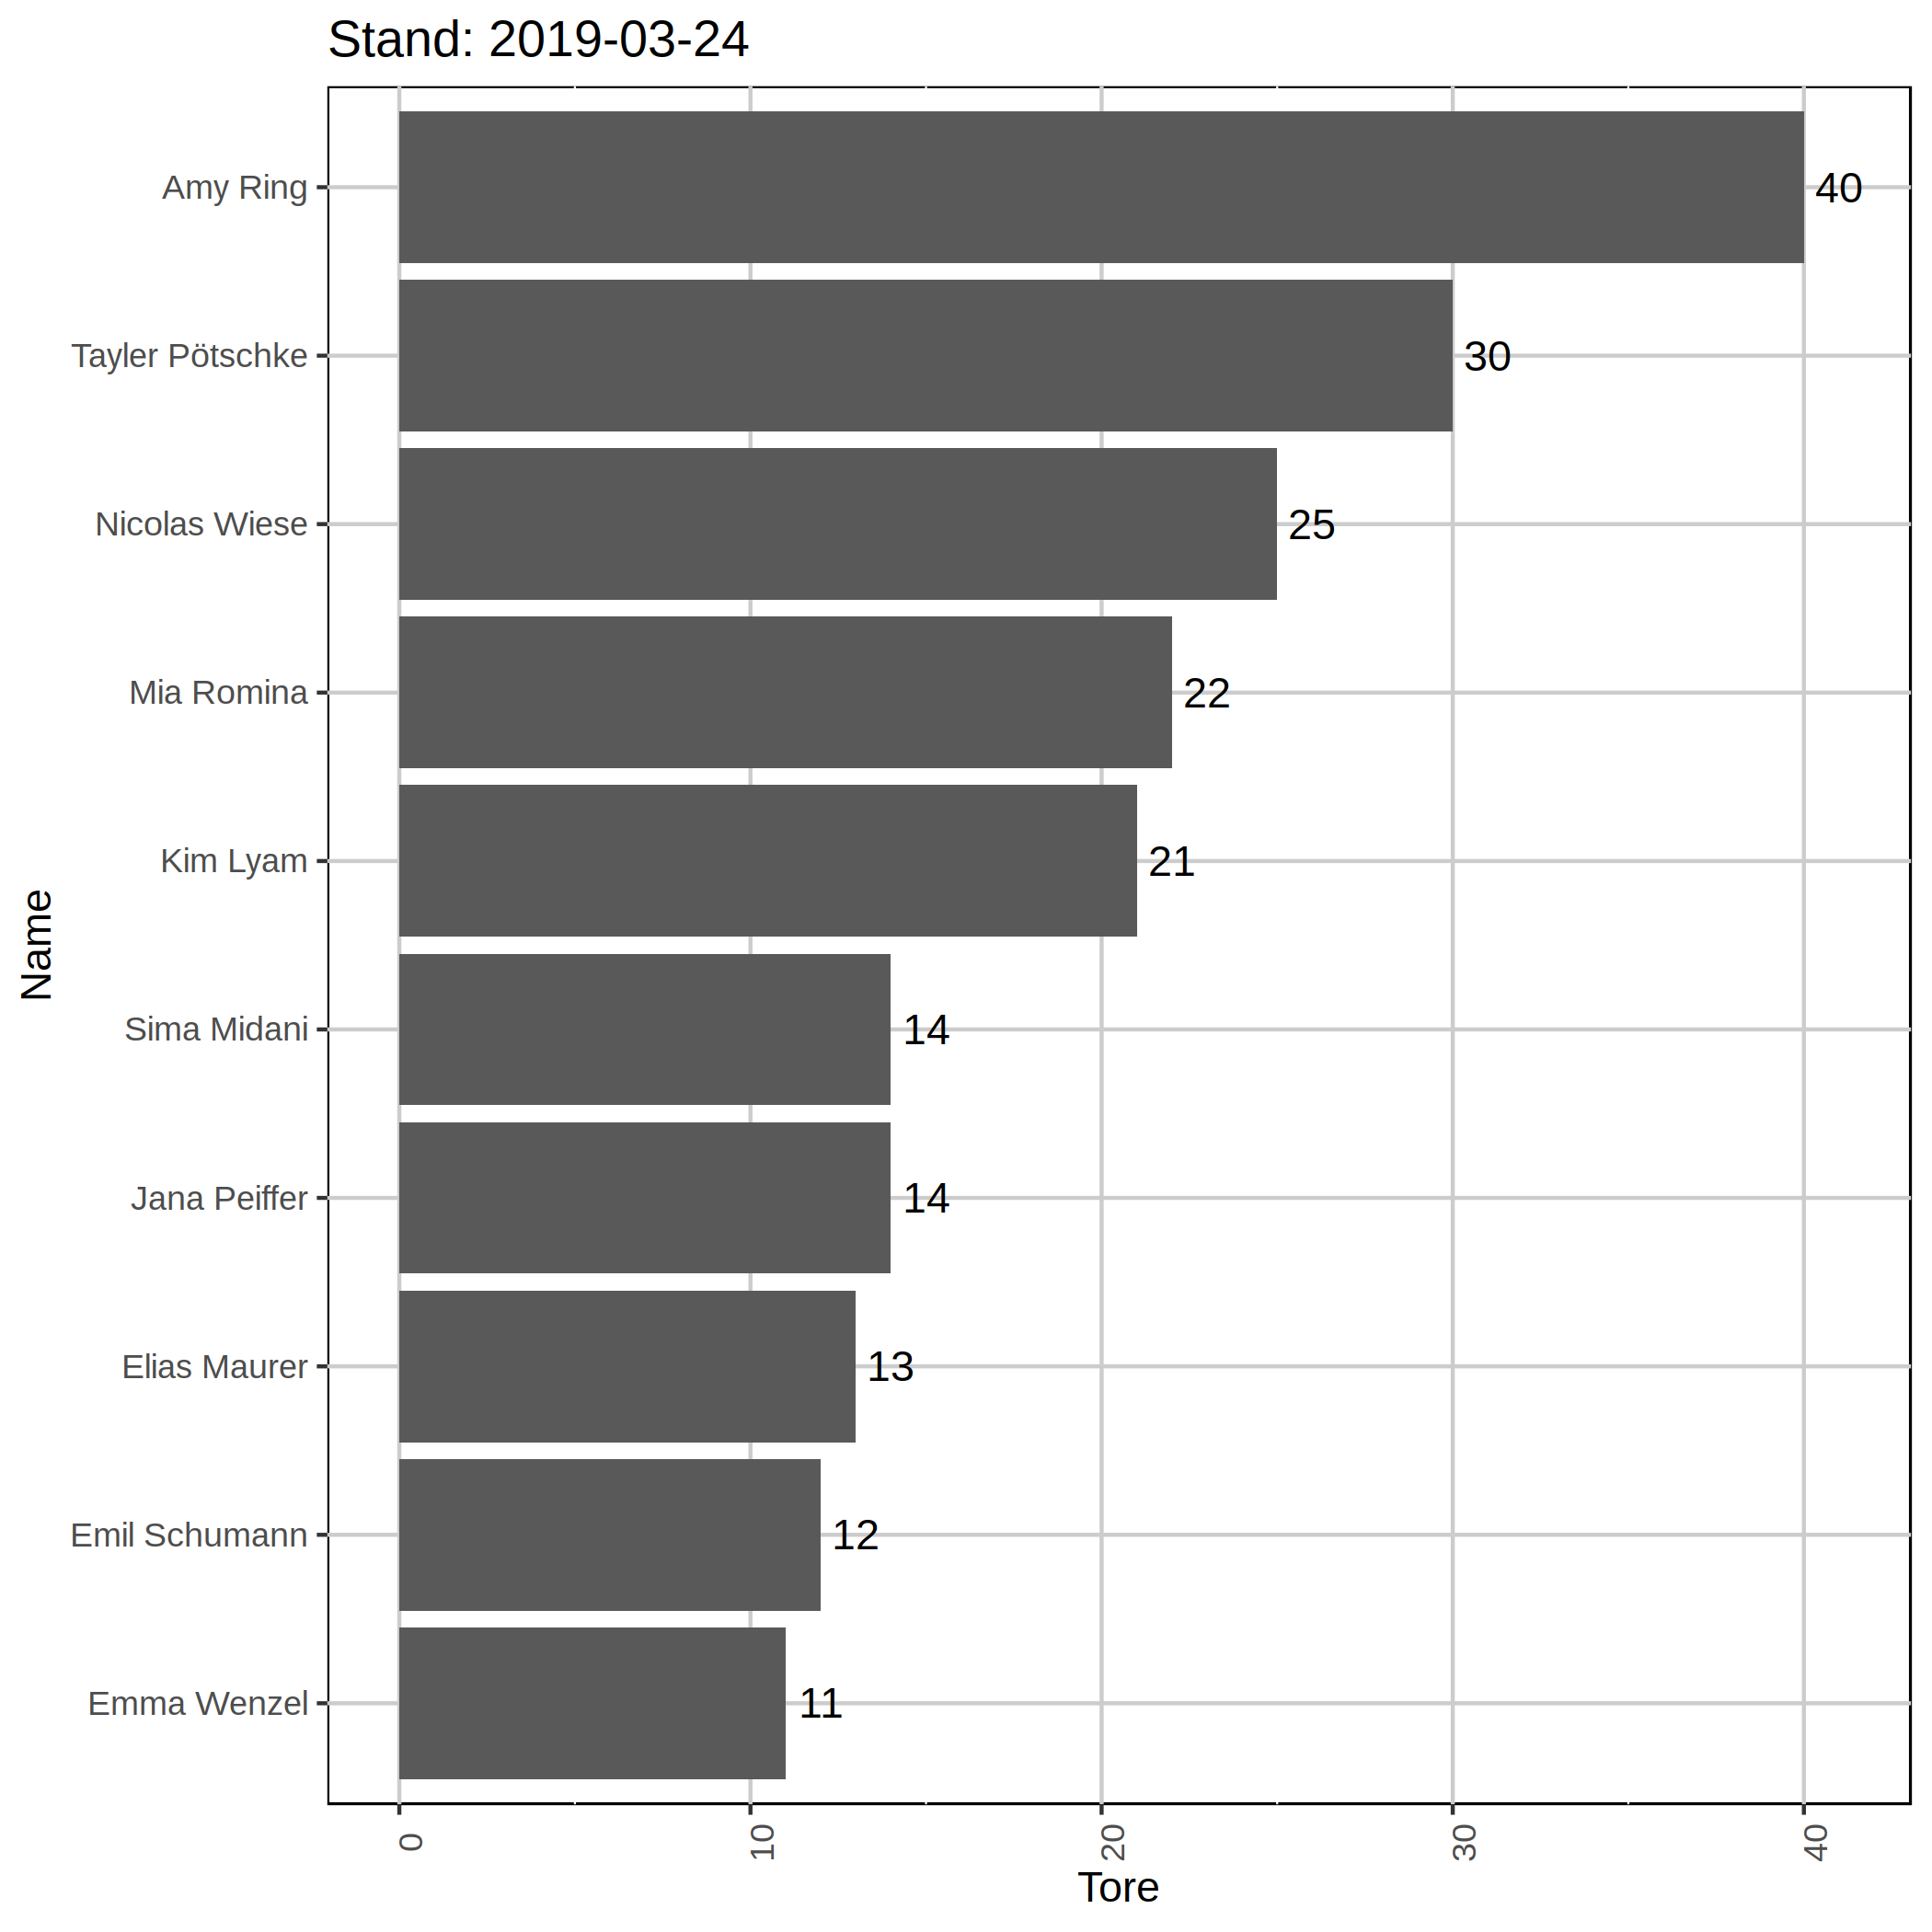 Stand: 2019-03-24
Name
Amy Ring 40
Tayler Pötschke 30
Nicolas Wiese 25
Mia Romina 22
Kim Lyam 21
Sima Midani 14
Jana Peiffer 14
Elias Maurer 13
Emil Schumann 12
Emma Wenzel 11
0 10 20 30 40
Tore